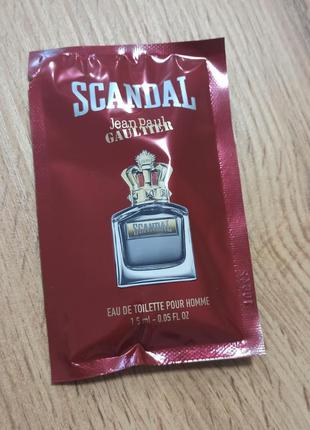 SCANDAL
Jean Paul
GAULTIER
SCANDAL
EAU DE TOILETTE POUR HOMME
1.5 ml - 0.05 FL OZ